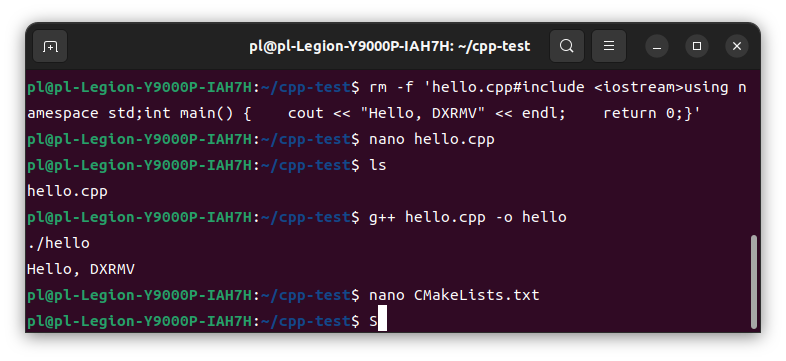 pl@pl-Legion-Y9000P-IAH7H: ~/cpp-test
pl@pl-Legion-Y9000P-IAH7H:~/cpp-test$ rm -f 'hello.cpp#include <iostream>using n
amespace std;int main() {    cout << "Hello, DXRMV" << endl;    return 0;}'
pl@pl-Legion-Y9000P-IAH7H:~/cpp-test$ nano hello.cpp
pl@pl-Legion-Y9000P-IAH7H:~/cpp-test$ ls
hello.cpp
pl@pl-Legion-Y9000P-IAH7H:~/cpp-test$ g++ hello.cpp -o hello
./hello
Hello, DXRMV
pl@pl-Legion-Y9000P-IAH7H:~/cpp-test$ nano CMakeLists.txt
pl@pl-Legion-Y9000P-IAH7H:~/cpp-test$ S